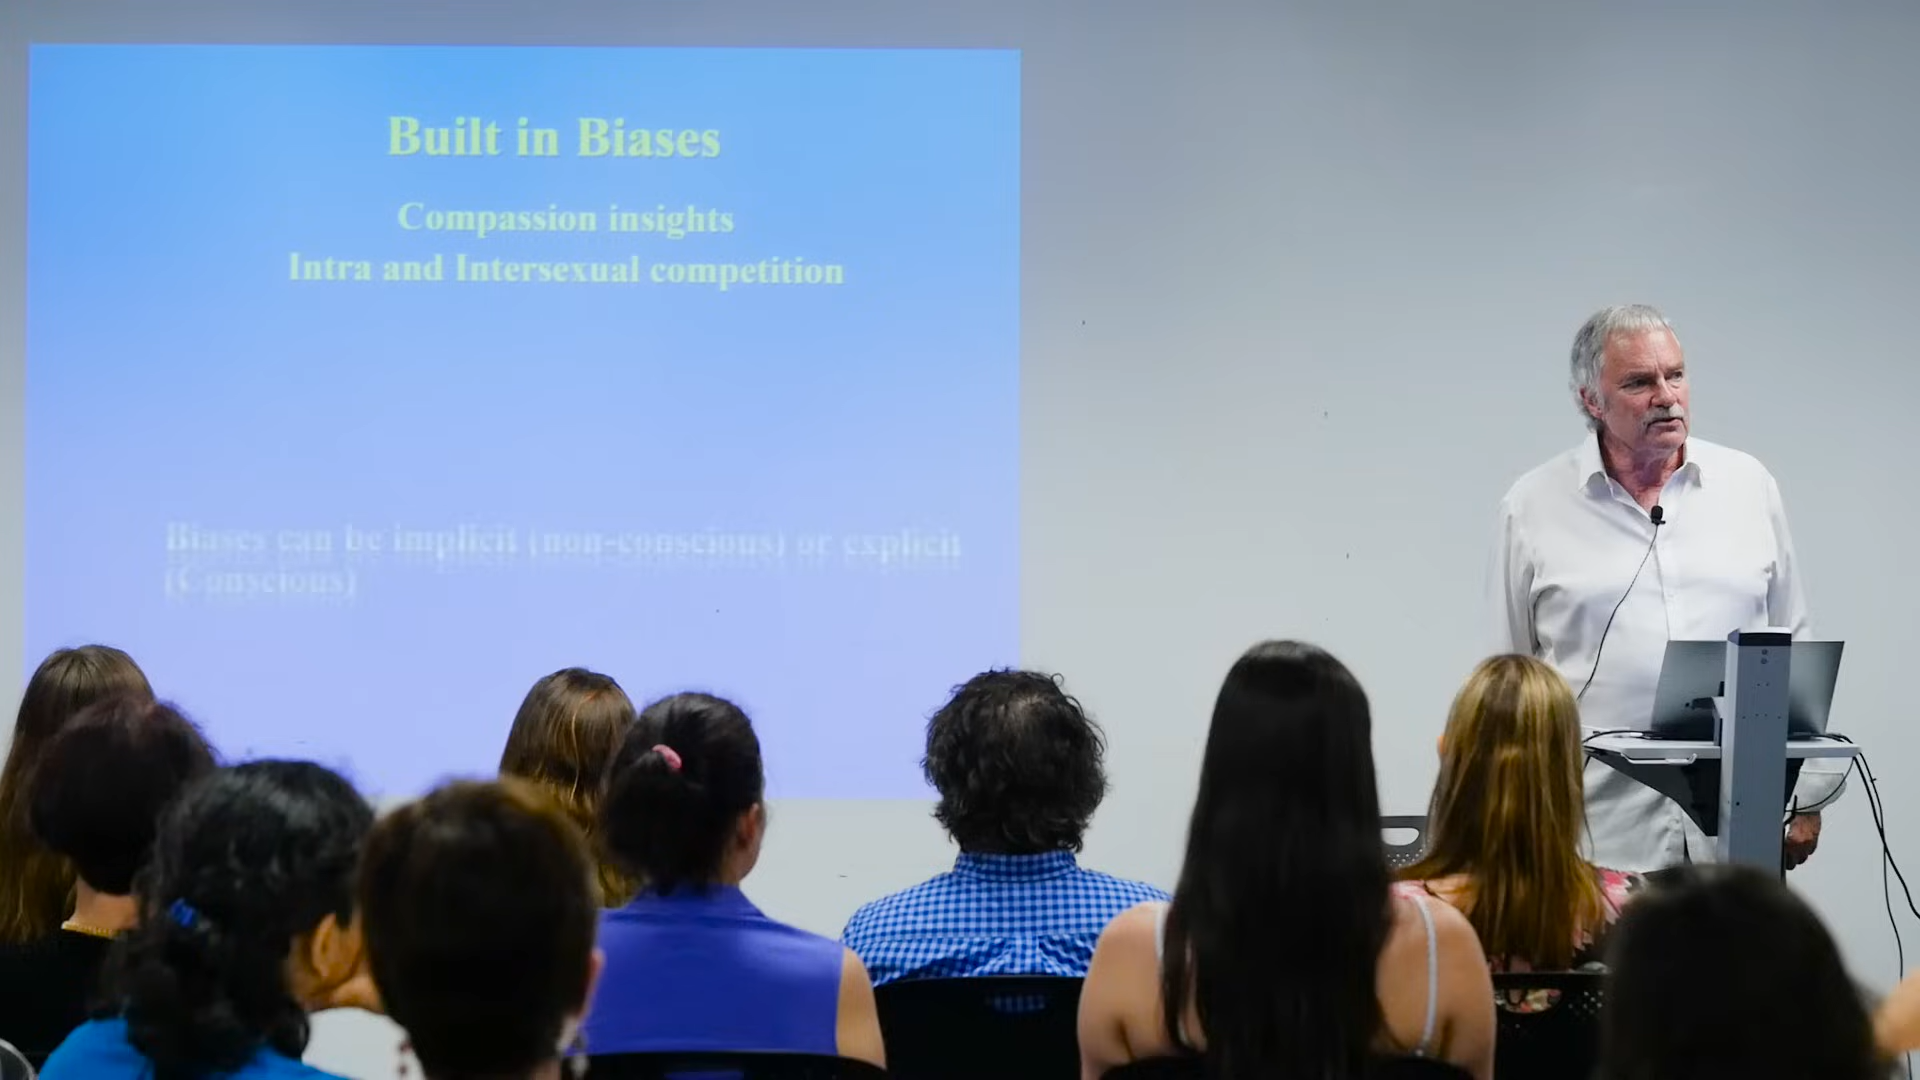 Built in Biases
Compassion insights
Intra and Intersexual competition
Biases can be implicit (non-conscious) or explicit
(Conscious)